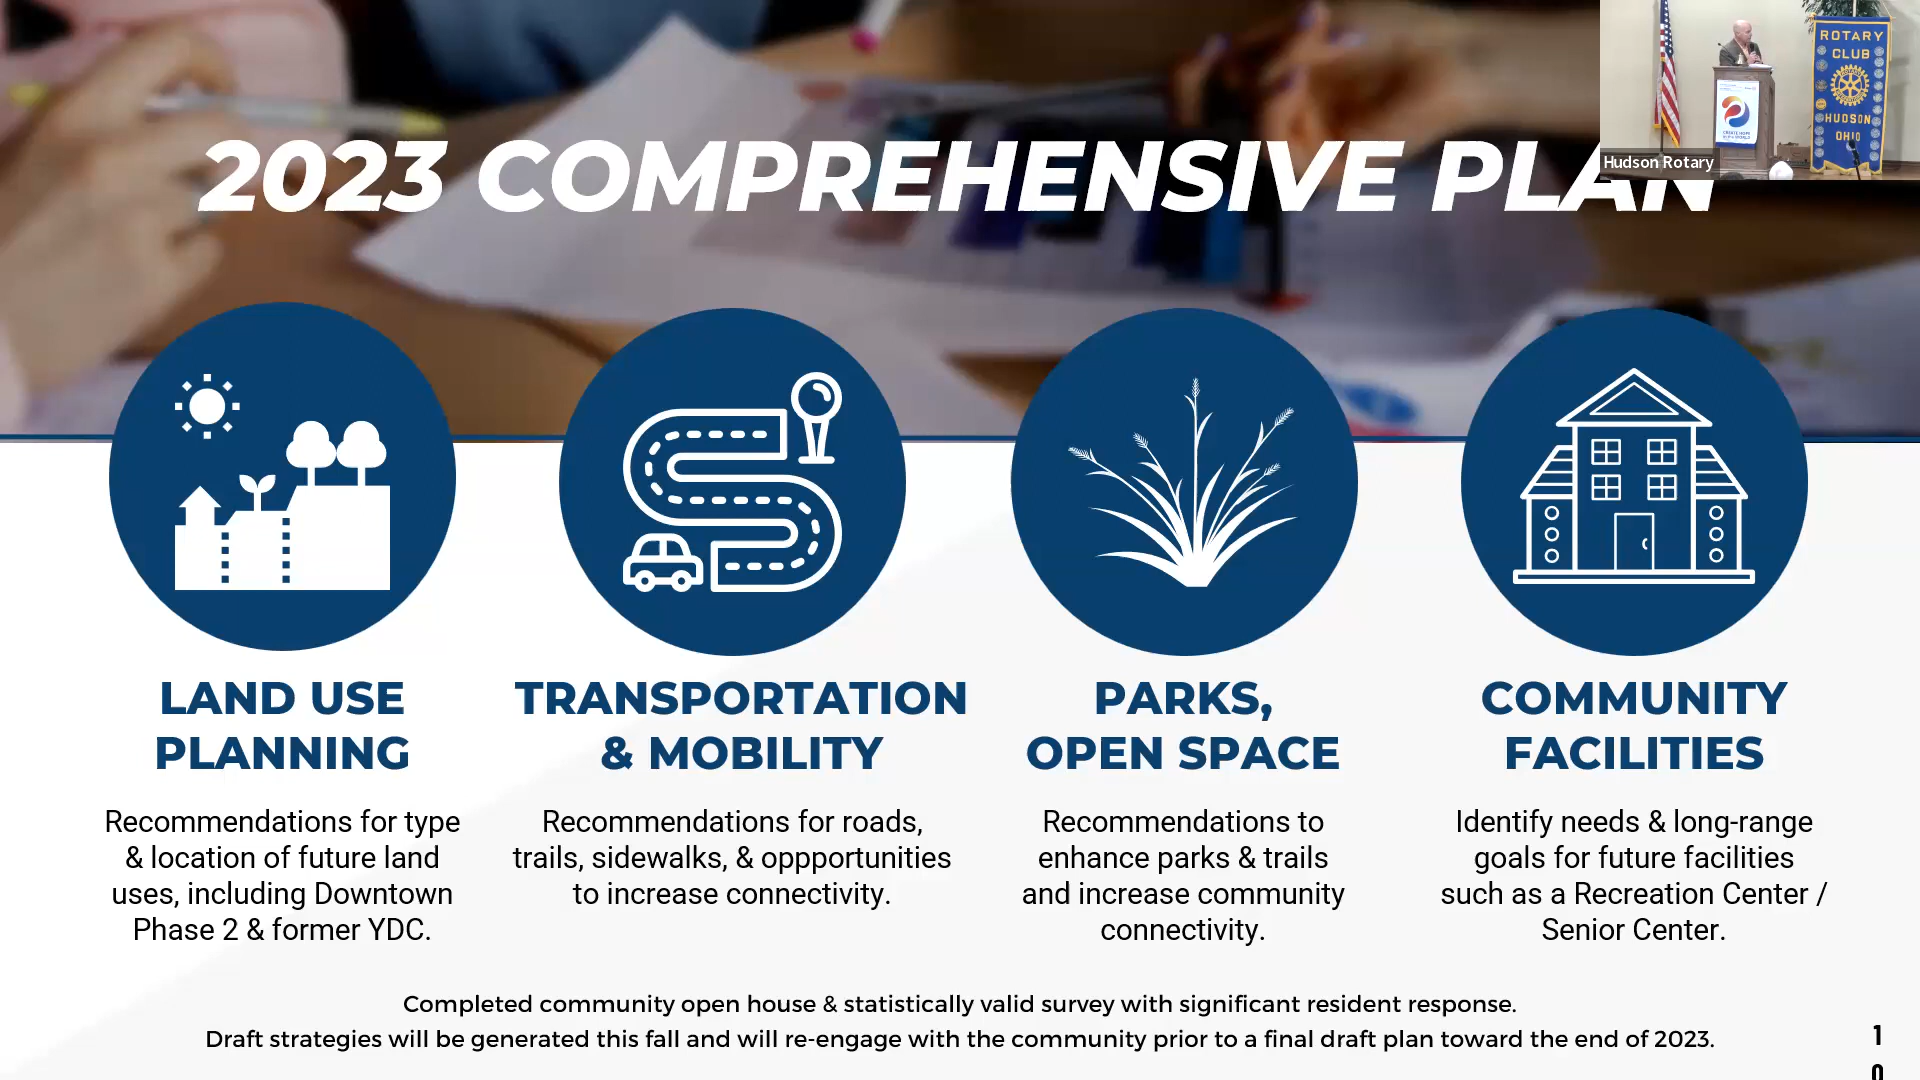 2023 COMPREHENSIVE PLAN
ROTARY
CLUB
HUDSON
OHIO
CREATE HOPE
Hudson Rotary
LAND USE
PLANNING
Recommendations for type
& location of future land
uses, including Downtown
Phase 2 & former YDC.
TRANSPORTATION
& MOBILITY
Recommendations for roads,
trails, sidewalks, & oppportunities
to increase connectivity.
PARKS,
OPEN SPACE
Recommendations to
enhance parks & trails
and increase community
connectivity.
COMMUNITY
FACILITIES
Identify needs & long-range
goals for future facilities
such as a Recreation Center /
Senior Center.
Completed community open house & statistically valid survey with significant resident response.
Draft strategies will be generated this fall and will re-engage with the community prior to a final draft plan toward the end of 2023.
1
0